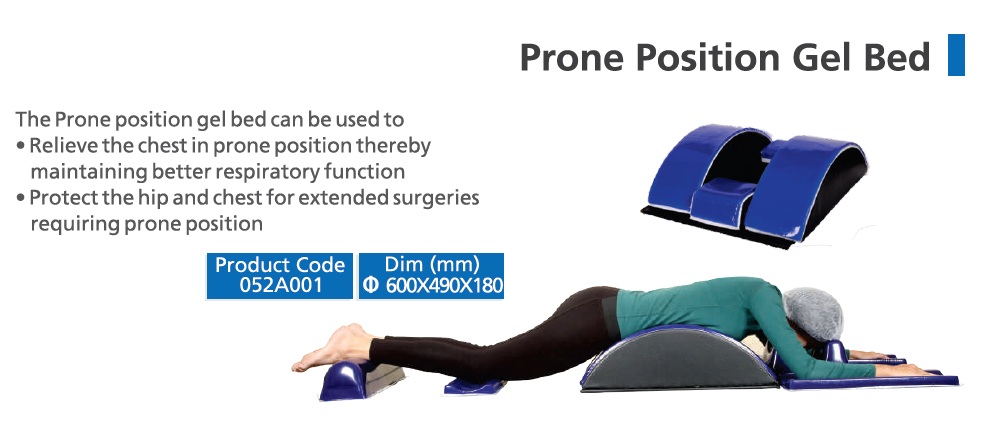 Prone Position Gel Bed
The Prone position gel bed can be used to
• Relieve the chest in prone position thereby
maintaining better respiratory function
• Protect the hip and chest for extended surgeries
requiring prone position
Product Code
052A001
Dim (mm)
Φ 600X490X180